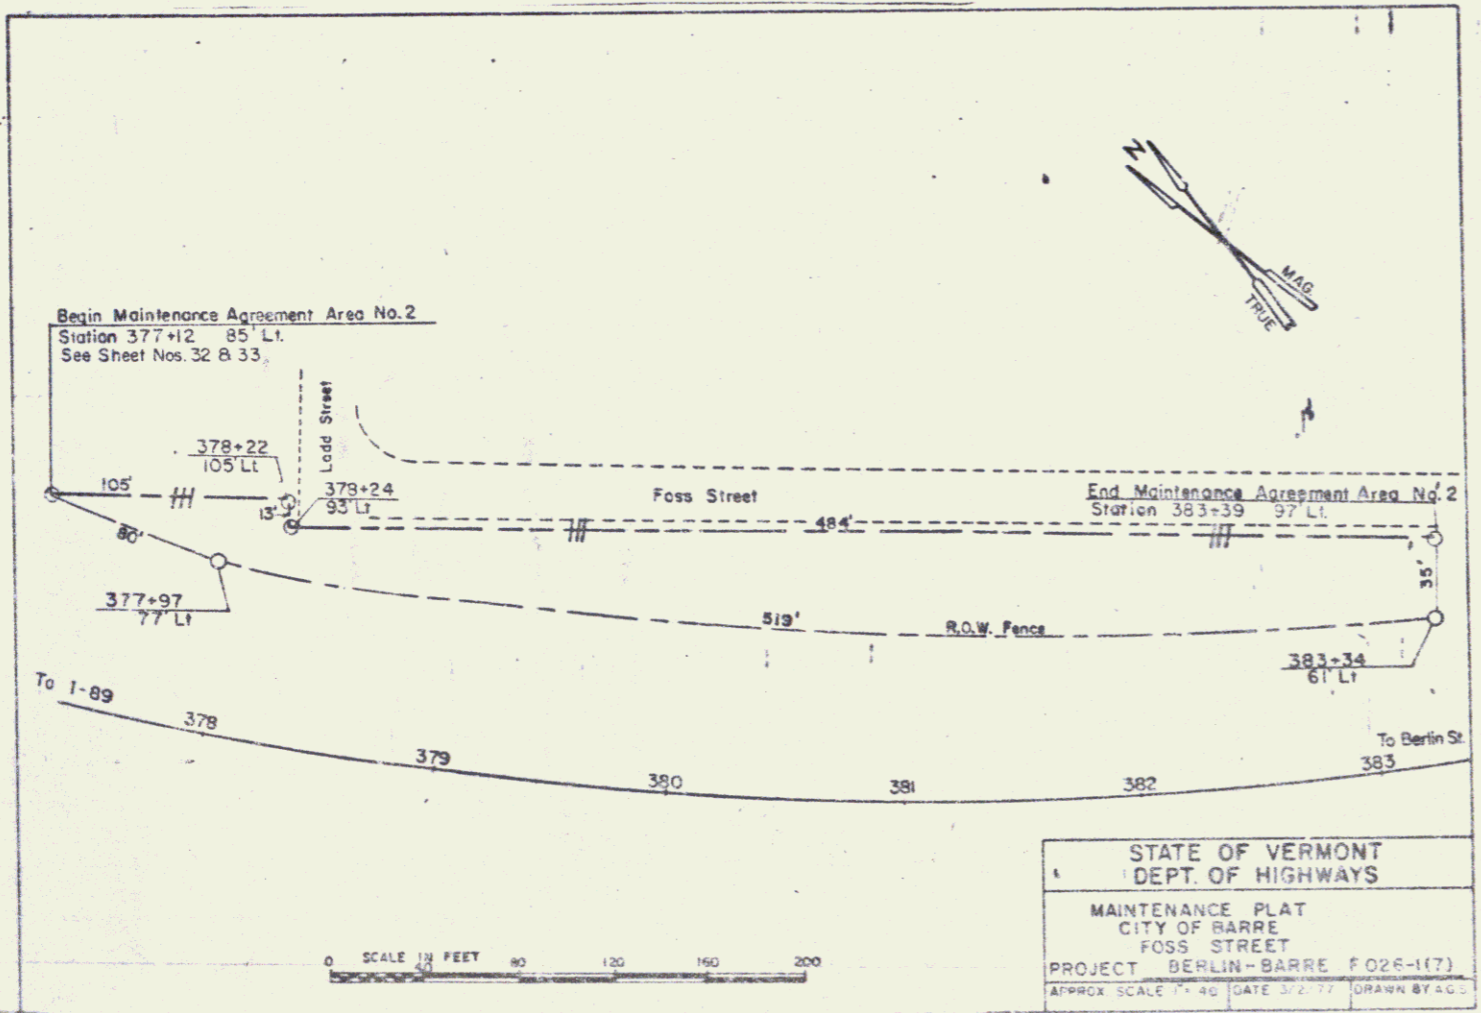 N
MAG.
TRUE
Begin Maintenance Agreement Area No. 2
Station 377+12 85' Lt.
See Sheet Nos. 32 & 33
Ladd Street
378+22
105' Lt
105'
378+24
93' Lt
13'
Foss Street
End Maintenance Agreement Area No. 2
Station 383+39 97' Lt.
484'
86'
35'
377+97
77' Lt
519'
R.O.W. Fence
383+34
61' Lt
To I-89
378
379
380
381
382
383
To Berlin St.
SCALE IN FEET
0 40 80 120 160 200
STATE OF VERMONT
DEPT. OF HIGHWAYS
MAINTENANCE PLAT
CITY OF BARRE
FOSS STREET
PROJECT BERLIN-BARRE F 026-1(7)
APPROX. SCALE 1"= 40 DATE 3/2/77 DRAWN BY A.G.S